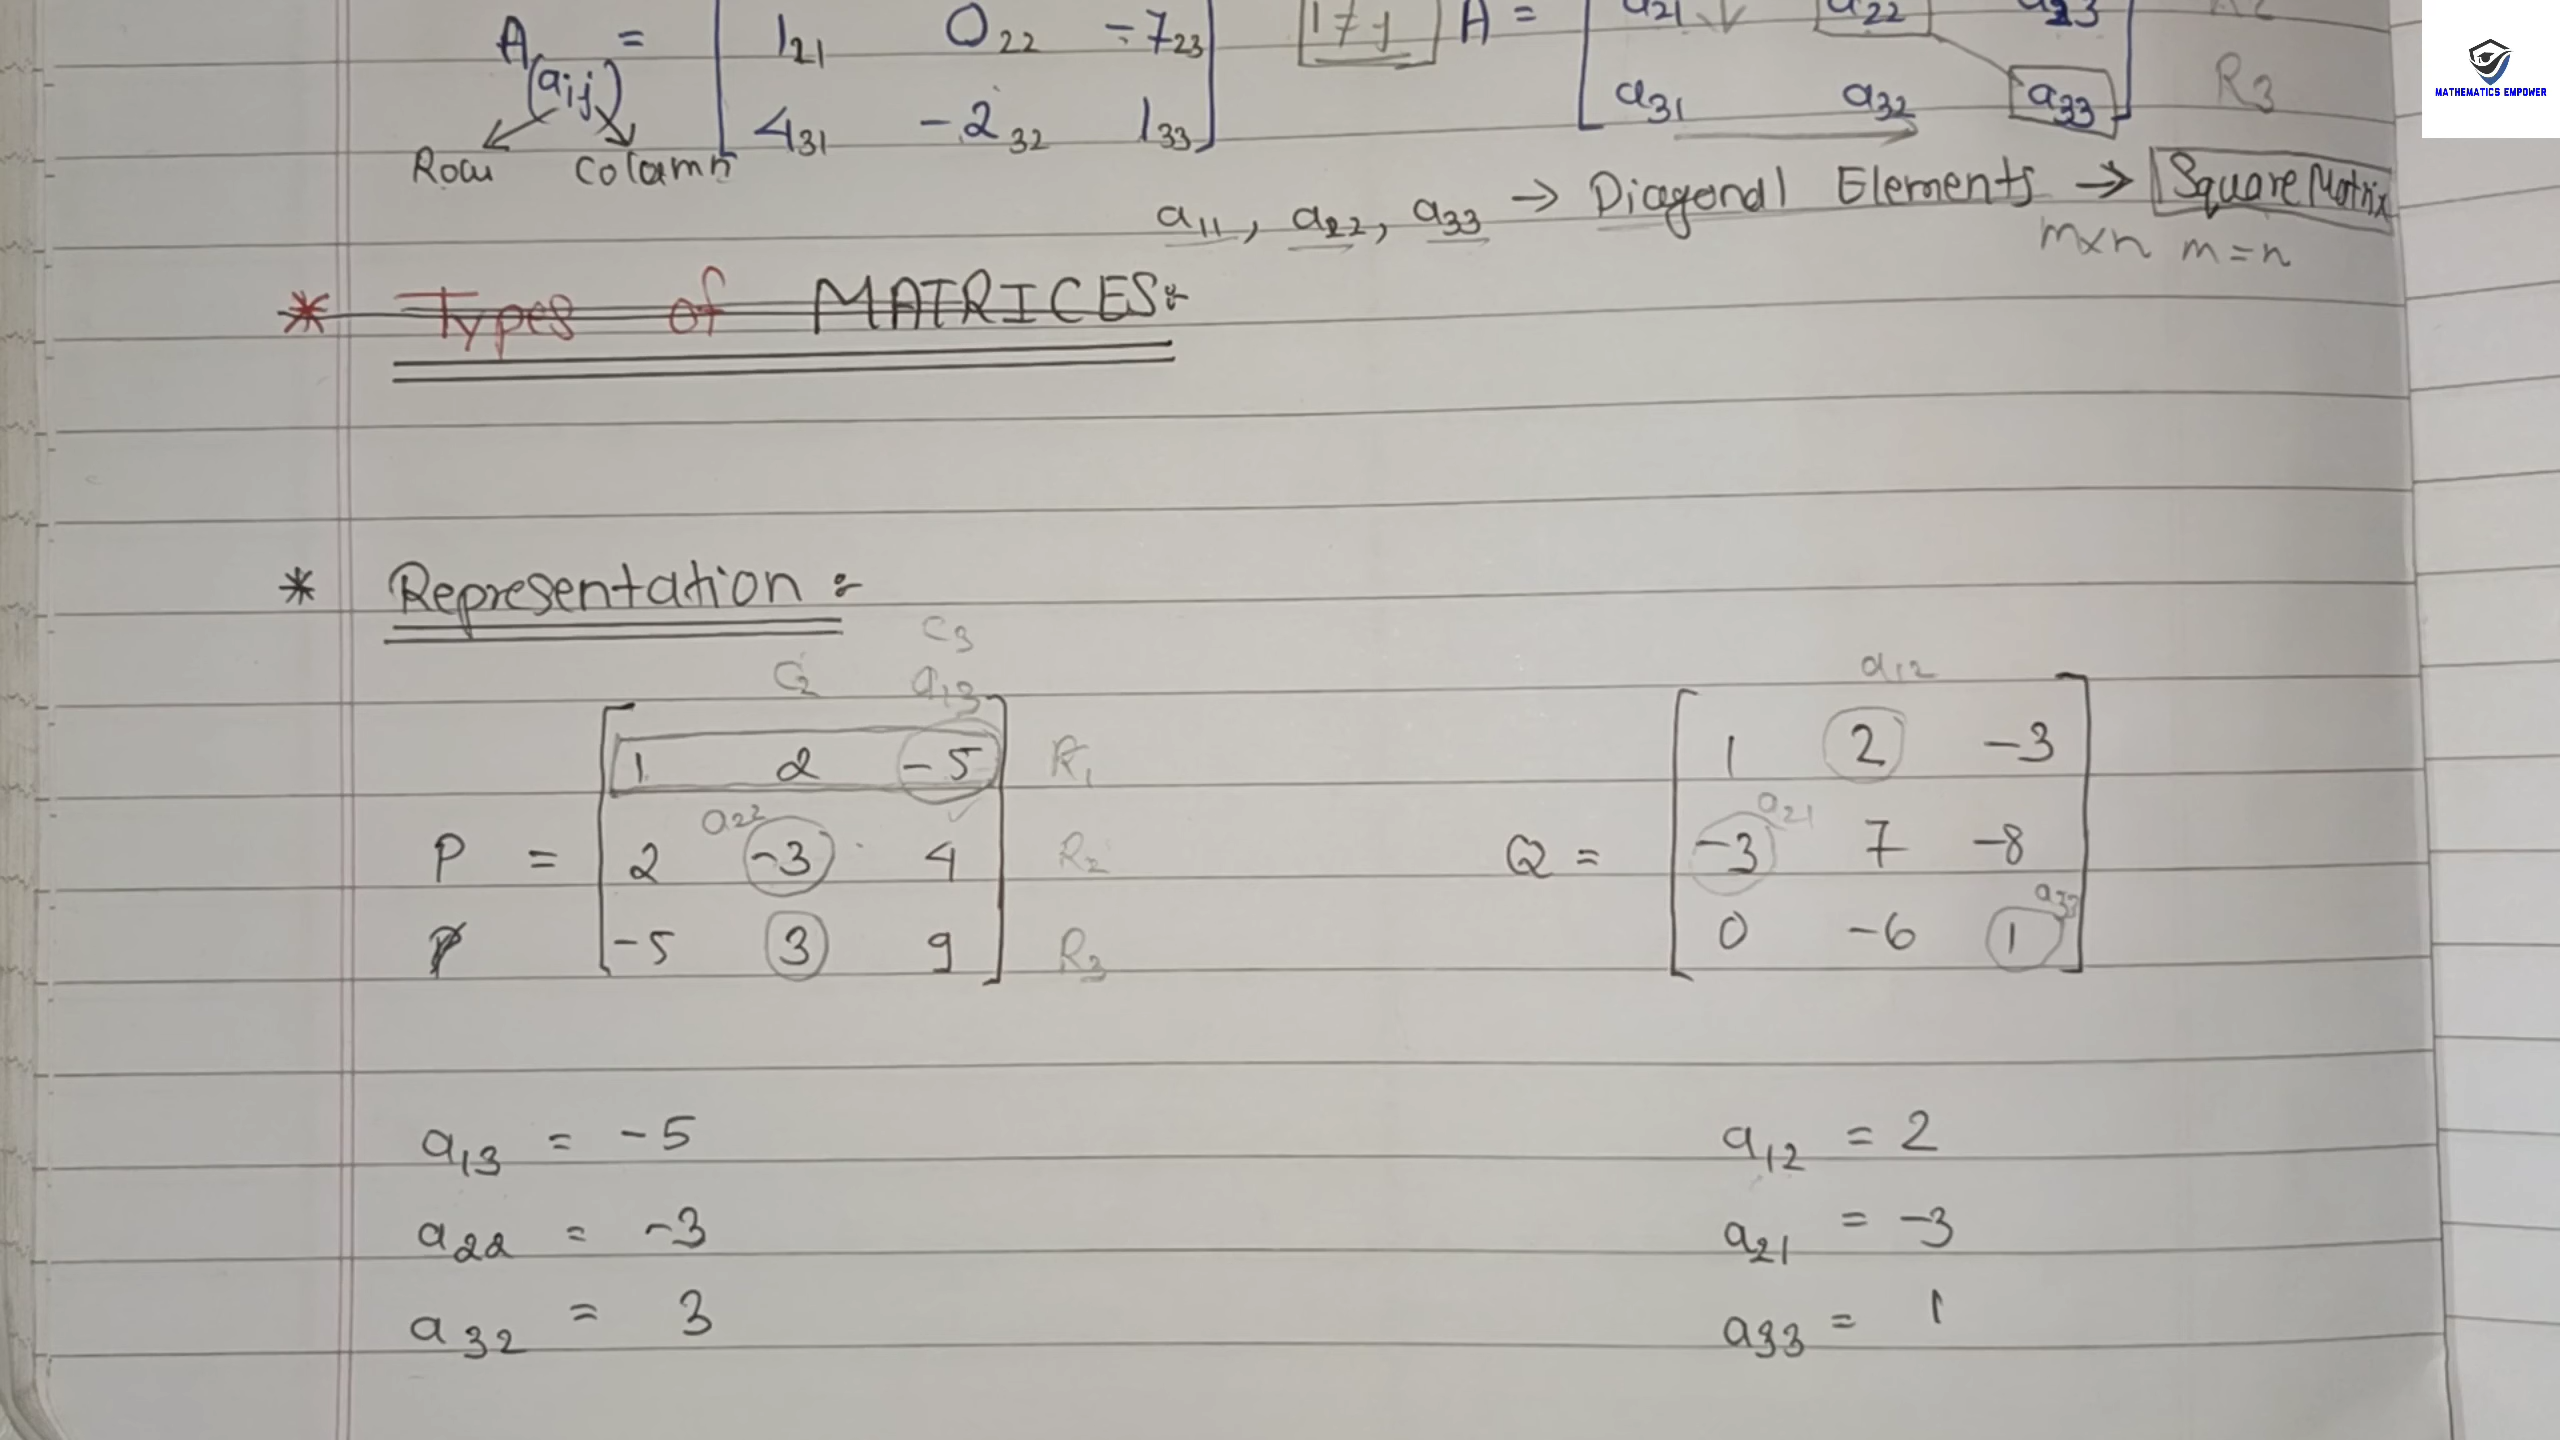 A = [ 1₂₁ 0₂₂ -7₂₃ ] i ≠ j A = [ a₂₁ a₂₂ a₂₃ ]
(aᵢⱼ) 4₃₁ -2₃₂ 1₃₃ a₃₁ a₃₂ a₃₃ R₃
MATHEMATICS EMPOWER
Row Colamn
a₁₁, a₂₂, a₃₃ → Diagonal Elements → Square Matrix
m×n m=n
* Types of MATRICES:-
* Representation :-
C₃
C₂ a₁₃ a₁₂
1 2 -5 R₁ 1 2 -3
a₂₂ a₂₁
P = 2 -3 4 R₂ Q = -3 7 -8
a₃₃
-5 3 9 R₃ 0 -6 1
a₁₃ = -5 a₁₂ = 2
a₂₂ = -3 a₂₁ = -3
a₃₂ = 3 a₃₃ = 1